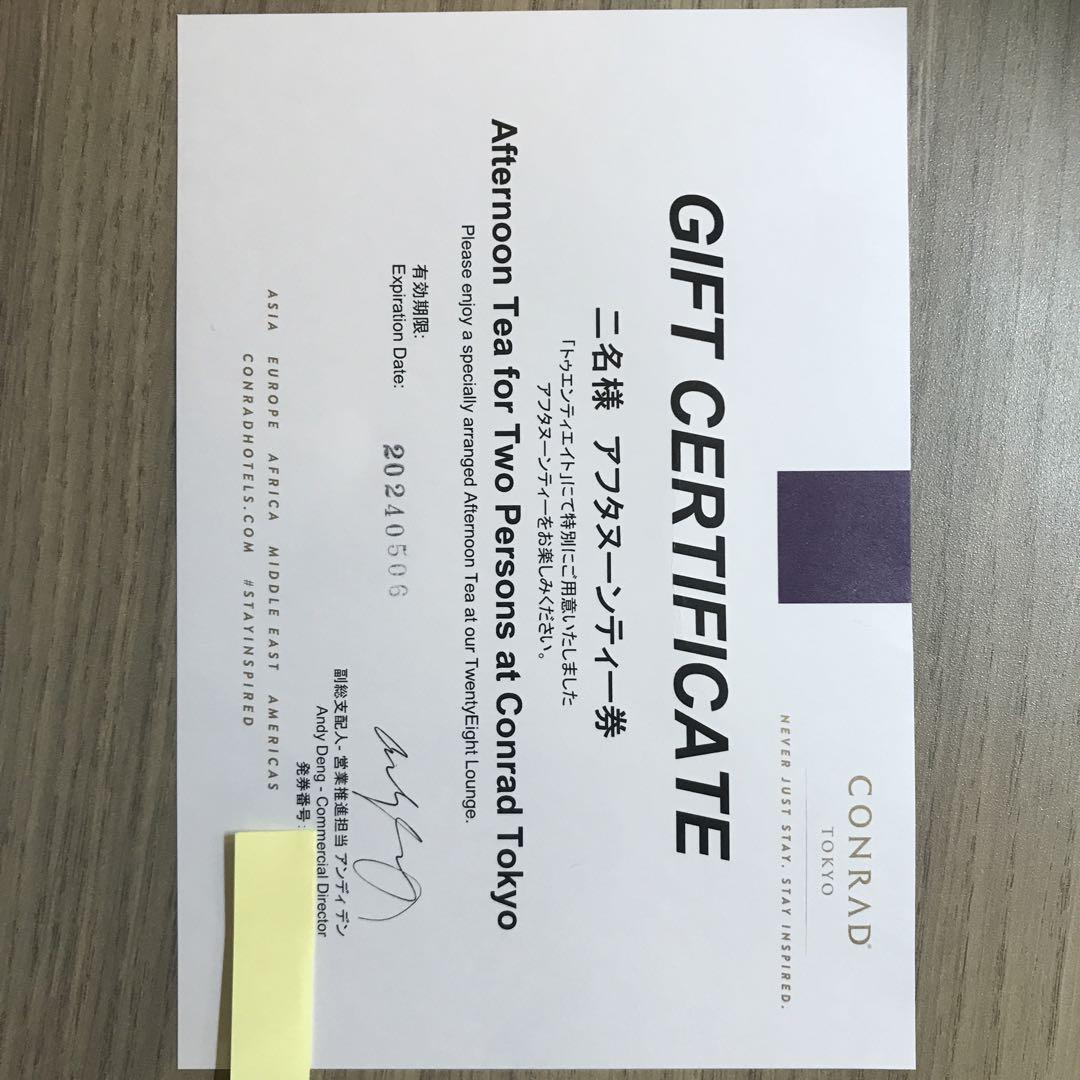 CONRAD
TOKYO
NEVER JUST STAY. STAY INSPIRED.
GIFT CERTIFICATE
二名様 アフタヌーンティー券
「トゥエンティエイト」にて特別にご用意いたしました
アフタヌーンティーをお楽しみください。
Afternoon Tea for Two Persons at Conrad Tokyo
Please enjoy a specially arranged Afternoon Tea at our TwentyEight Lounge.
有効期限:
Expiration Date: 20240506
副総支配人- 営業推進担当 アンディ デン
Andy Deng - Commercial Director
発券番号:
ASIA EUROPE AFRICA MIDDLE EAST AMERICAS
CONRADHOTELS.COM #STAYINSPIRED